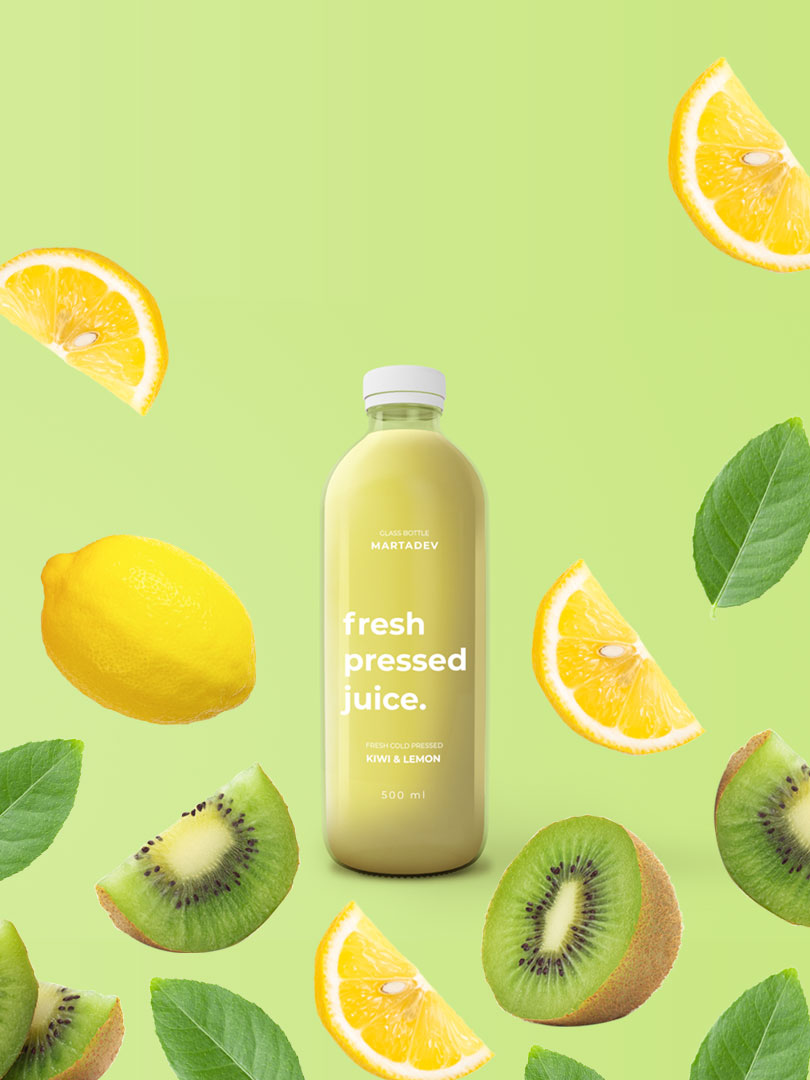 GLASS BOTTLE
MARTADEV
fresh
pressed
juice.
FRESH COLD PRESSED
KIWI & LEMON
500 ml